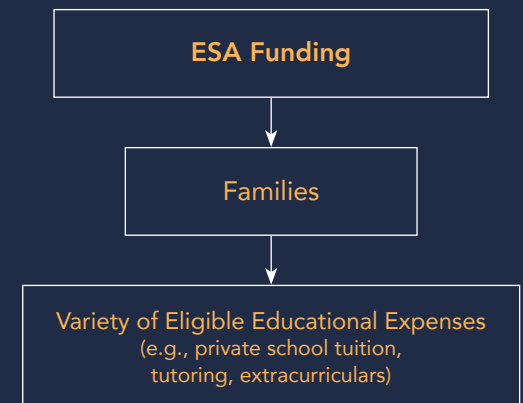 ESA Funding
Families
Variety of Eligible Educational Expenses
(e.g., private school tuition,
tutoring, extracurriculars)